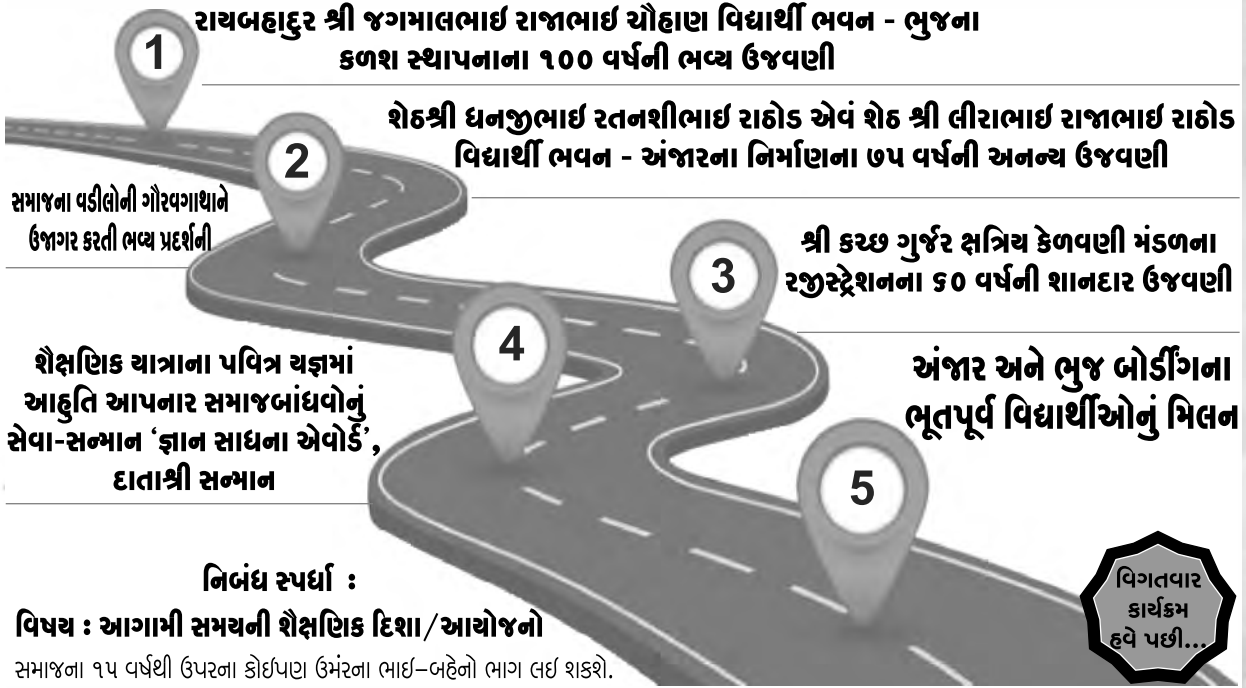 1
રાયબહાદુર શ્રી જગમાલભાઇ રાજાભાઇ ચૌહાણ વિદ્યાર્થી ભવન - ભુજના
કળશ સ્થાપનાના ૧૦૦ વર્ષની ભવ્ય ઉજવણી
2
શેઠશ્રી ધનજીભાઇ રતનશીભાઇ રાઠોડ એવં શેઠ શ્રી લીરાભાઇ રાજાભાઇ રાઠોડ
વિદ્યાર્થી ભવન - અંજારના નિર્માણના ૭૫ વર્ષની અનન્ય ઉજવણી
સમાજના વડીલોની ગૌરવગાથાને
ઉજાગર કરતી ભવ્ય પ્રદર્શની
3
શ્રી કચ્છ ગુર્જર ક્ષત્રિય કેળવણી મંડળના
રજીસ્ટ્રેશનના ૬૦ વર્ષની શાનદાર ઉજવણી
4
શૈક્ષણિક યાત્રાના પવિત્ર યજ્ઞમાં
આહુતિ આપનાર સમાજબાંધવોનું
સેવા-સન્માન ‘જ્ઞાન સાધના એવોર્ડ’,
દાતાશ્રી સન્માન
અંજાર અને ભુજ બોર્ડીંગના
ભૂતપૂર્વ વિદ્યાર્થીઓનું મિલન
5
નિબંધ સ્પર્ધા :
વિષય : આગામી સમયની શૈક્ષણિક દિશા/આયોજનો
સમાજના ૧૫ વર્ષથી ઉપરના કોઇપણ ઉમંરના ભાઇ–બહેનો ભાગ લઇ શકશે.
વિગતવાર
કાર્યક્રમ
હવે પછી...